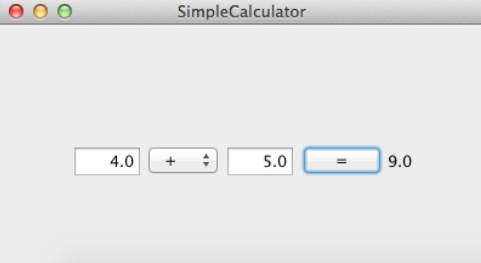 SimpleCalculator
4.0 + 5.0 = 9.0